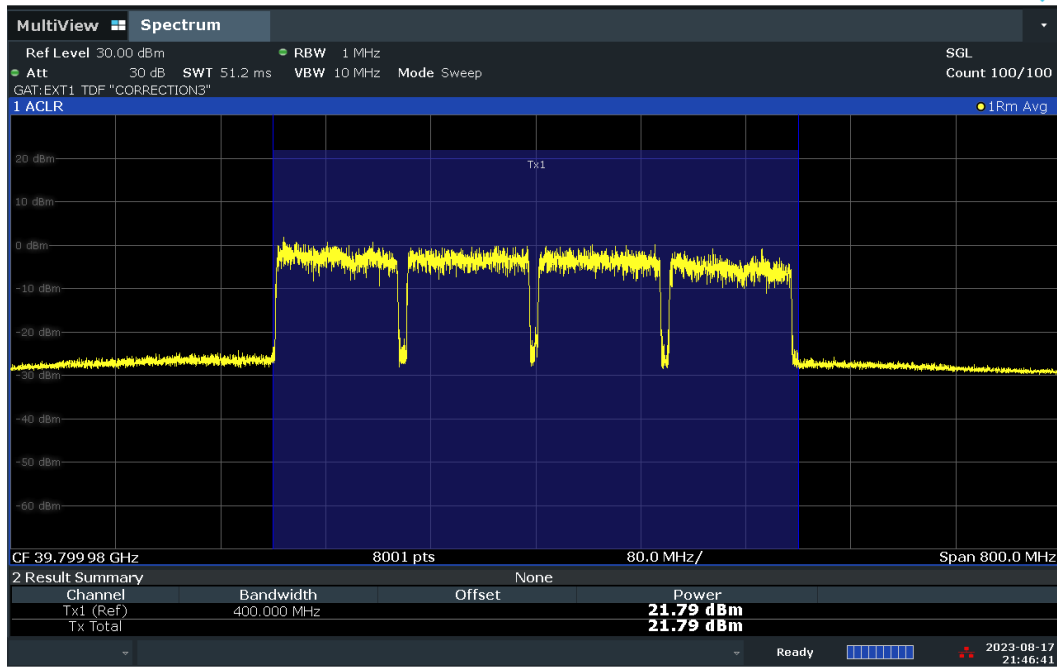 MultiView Spectrum
Ref Level 30.00 dBm RBW 1 MHz SGL
Att 30 dB SWT 51.2 ms VBW 10 MHz Mode Sweep Count 100/100
GAT:EXT1 TDF "CORRECTION3"
1 ACLR 1Rm Avg
Tx1
20 dBm
10 dBm
0 dBm
-10 dBm
-20 dBm
-30 dBm
-40 dBm
-50 dBm
-60 dBm
CF 39.79998 GHz 8001 pts 80.0 MHz/ Span 800.0 MHz
2 Result Summary None
Channel Bandwidth Offset Power
Tx1 (Ref) 400.000 MHz 21.79 dBm
Tx Total 21.79 dBm
Ready 2023-08-17
21:46:41